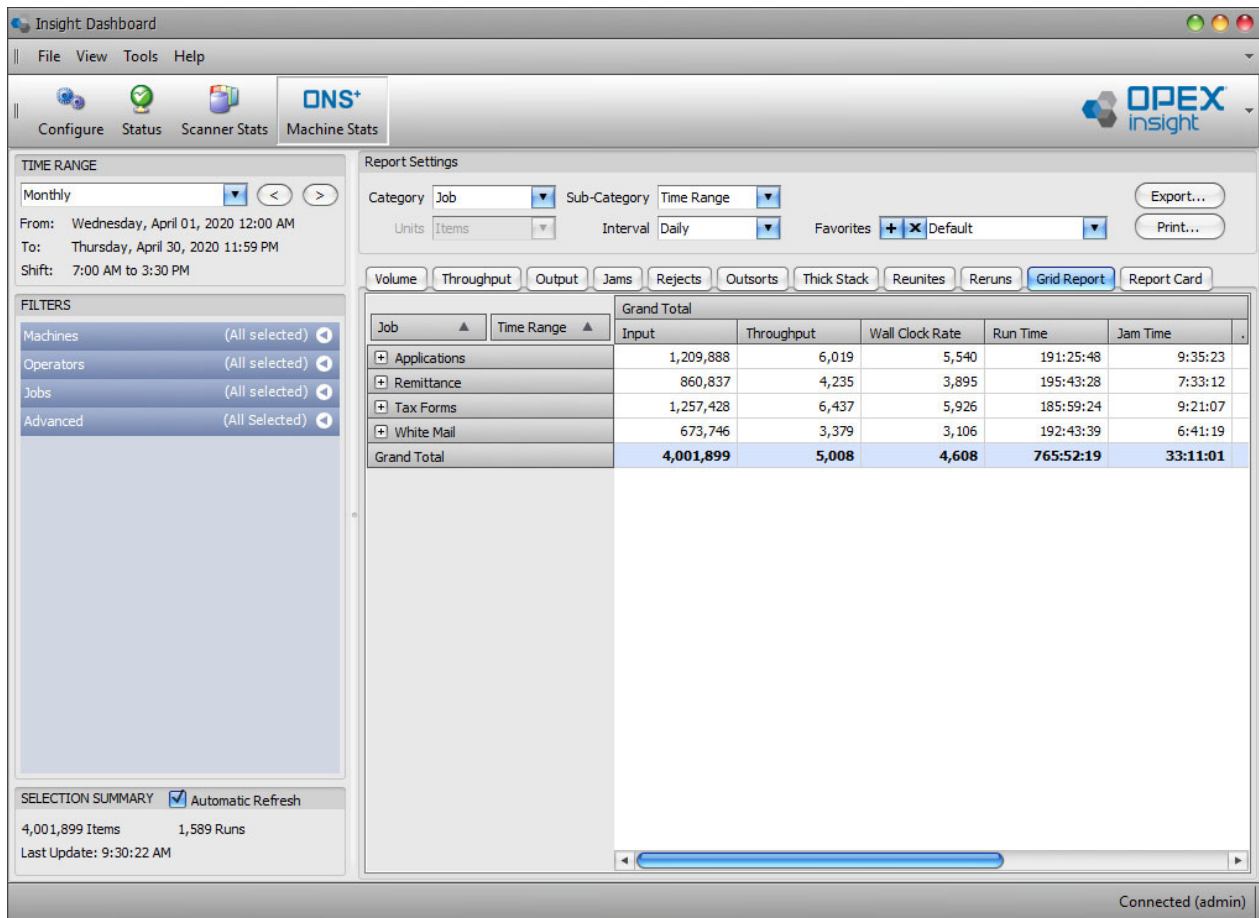 Insight Dashboard
File View Tools Help
Configure Status Scanner Stats ONS+ Machine Stats
OPEX insight
TIME RANGE
Monthly < >
From: Wednesday, April 01, 2020 12:00 AM
To: Thursday, April 30, 2020 11:59 PM
Shift: 7:00 AM to 3:30 PM
FILTERS
Machines (All selected)
Operators (All selected)
Jobs (All selected)
Advanced (All Selected)
SELECTION SUMMARY Automatic Refresh
4,001,899 Items 1,589 Runs
Last Update: 9:30:22 AM
Report Settings
Category Job Sub-Category Time Range Export...
Units Items Interval Daily Favorites + x Default Print...
Volume Throughput Output Jams Rejects Outsorts Thick Stack Reunites Reruns Grid Report Report Card
Grand Total
Job Time Range Input Throughput Wall Clock Rate Run Time Jam Time .
+ Applications 1,209,888 6,019 5,540 191:25:48 9:35:23
+ Remittance 860,837 4,235 3,895 195:43:28 7:33:12
+ Tax Forms 1,257,428 6,437 5,926 185:59:24 9:21:07
+ White Mail 673,746 3,379 3,106 192:43:39 6:41:19
Grand Total 4,001,899 5,008 4,608 765:52:19 33:11:01
Connected (admin)